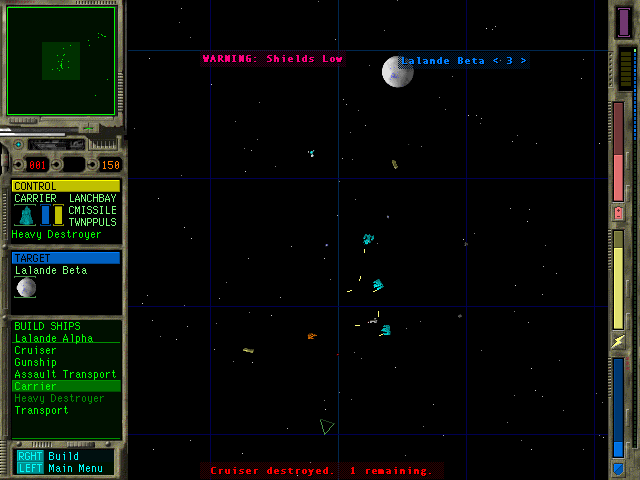 WARNING: Shields Low
Lalande Beta < 3 >
001
150
CONTROL
CARRIER LANCHBAY
CMISSILE
TWNPPULS
Heavy Destroyer
TARGET
Lalande Beta
BUILD SHIPS
Lalande Alpha
Cruiser
Gunship
Assault Transport
Carrier
Heavy Destroyer
Transport
RGHT Build
LEFT Main Menu
Cruiser destroyed. 1 remaining.